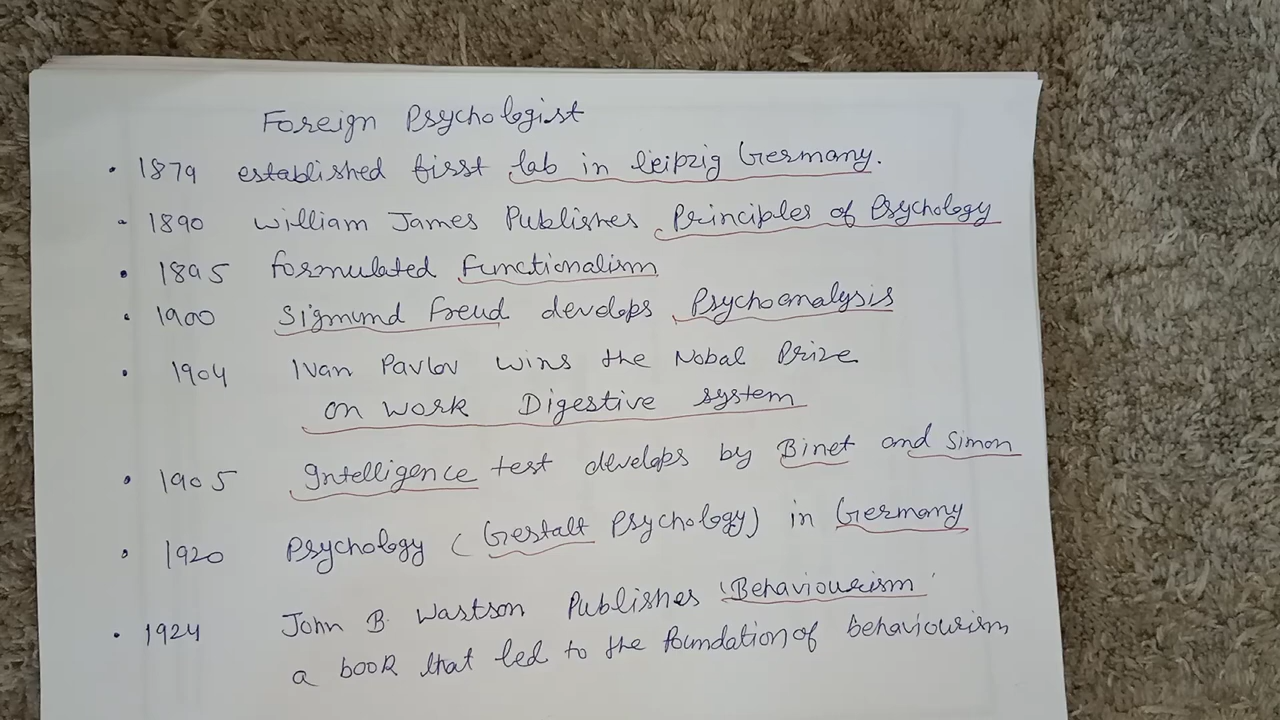 Foreign Psychologist
• 1879 established first lab in leipzig Germany.
• 1890 William James Publishes Principles of Psychology
• 1895 formulated Functionalism
• 1900 Sigmund Freud develops Psychoanalysis
• 1904 Ivan Pavlov wins the Nobal Prize
on work Digestive system
• 1905 Intelligence test develops by Binet and Simon
• 1920 Psychology (Gestalt Psychology) in Germany
• 1924 John B. Wastson Publishes 'Behaviourism'
a book that led to the foundation of behaviourism